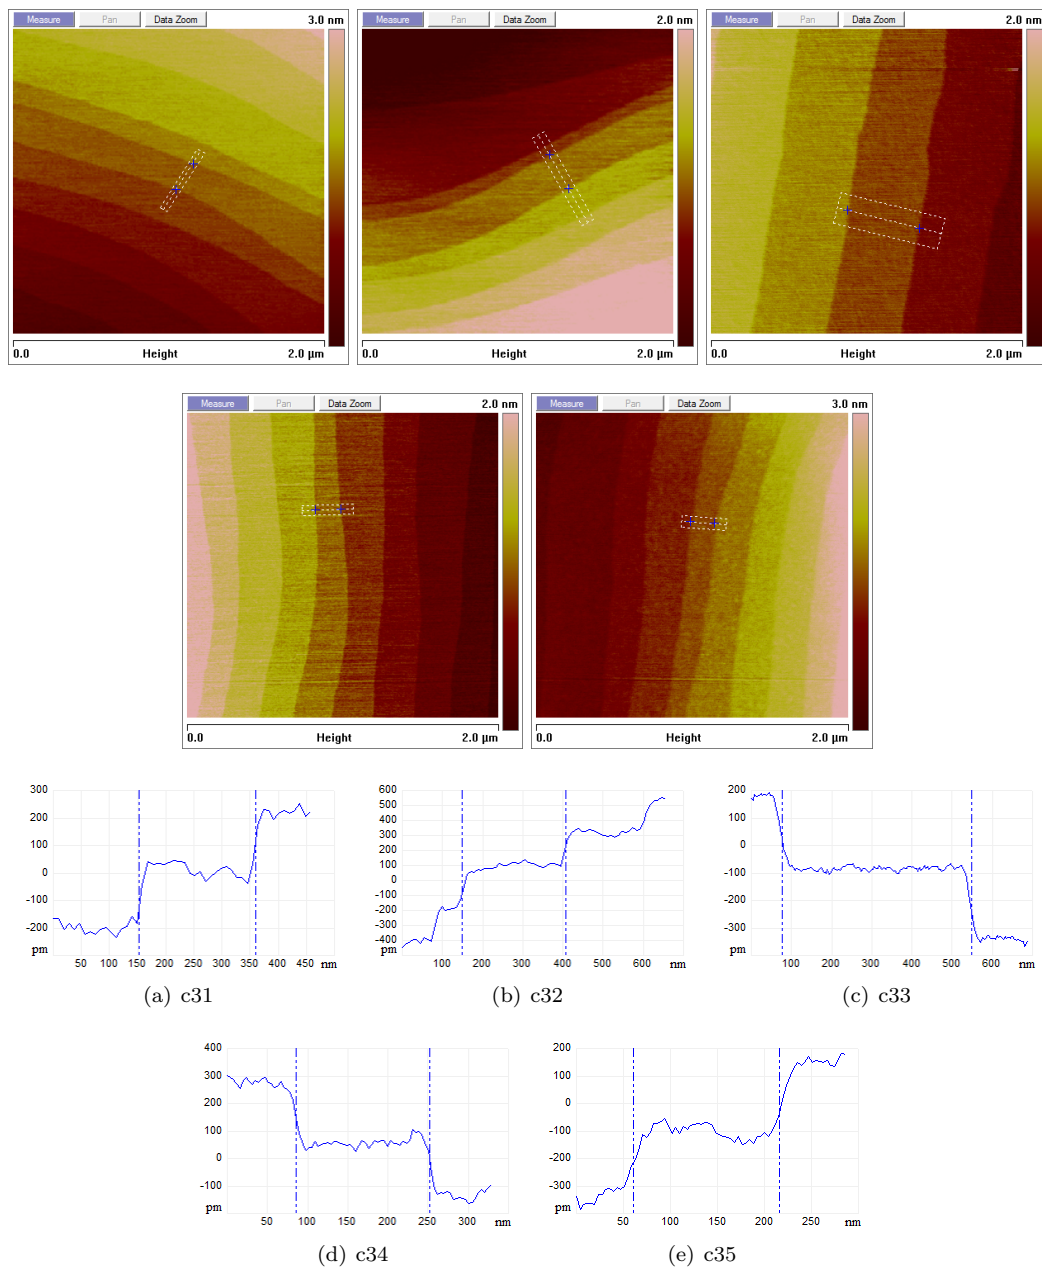 Measure Pan Data Zoom 3.0 nm
0.0 Height 2.0 µm
Measure Pan Data Zoom 2.0 nm
0.0 Height 2.0 µm
Measure Pan Data Zoom 2.0 nm
0.0 Height 2.0 µm
Measure Pan Data Zoom 2.0 nm
0.0 Height 2.0 µm
Measure Pan Data Zoom 3.0 nm
0.0 Height 2.0 µm
300
200
100
0
-100
-200
pm
50 100 150 200 250 300 350 400 450 nm
(a) c31
600
500
400
300
200
100
0
-100
-200
-300
-400
pm
100 200 300 400 500 600 nm
(b) c32
200
100
0
-100
-200
-300
pm
100 200 300 400 500 600 nm
(c) c33
400
300
200
100
0
-100
pm
50 100 150 200 250 300 nm
(d) c34
200
100
0
-100
-200
-300
pm
50 100 150 200 250 nm
(e) c35